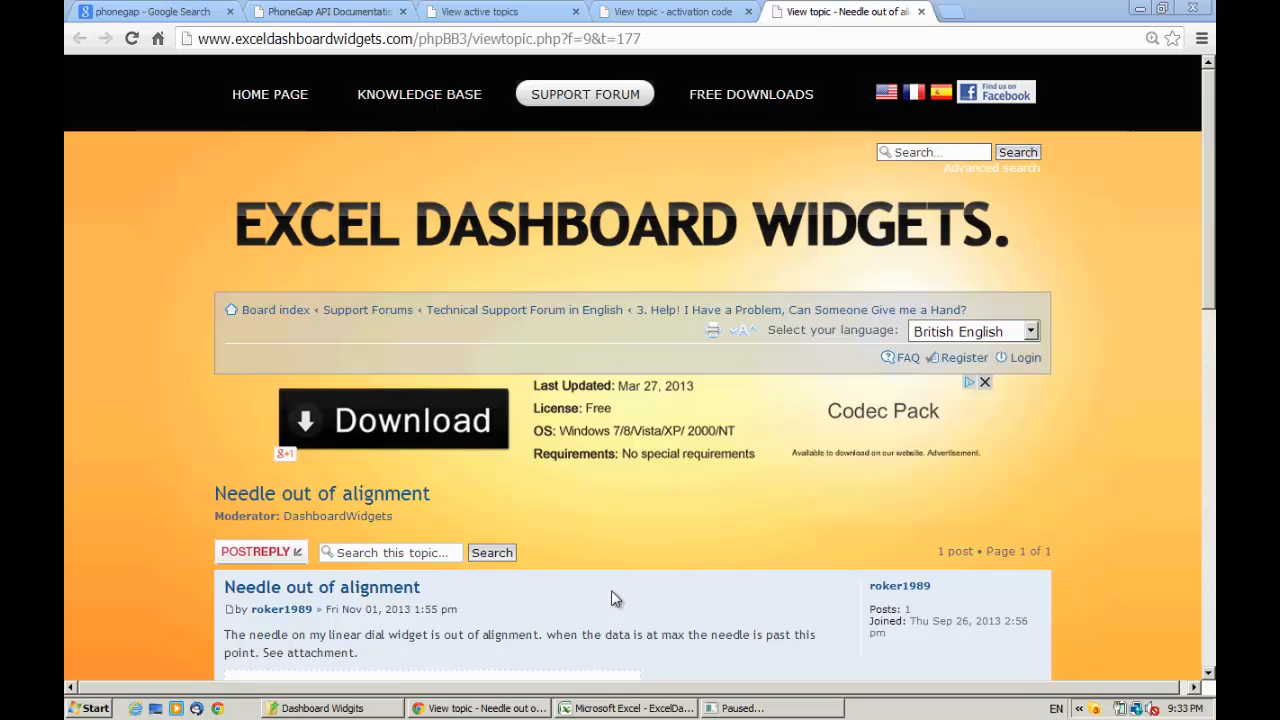 phonegap - Google Search
PhoneGap API Documentatio
View active topics
View topic - activation code
View topic - Needle out of al
www.exceldashboardwidgets.com/phpBB3/viewtopic.php?f=9&t=177
HOME PAGE
KNOWLEDGE BASE
SUPPORT FORUM
FREE DOWNLOADS
Find us on
Facebook
Search...
Search
Advanced search
EXCEL DASHBOARD WIDGETS.
Board index ‹ Support Forums ‹ Technical Support Forum in English ‹ 3. Help! I Have a Problem, Can Someone Give me a Hand?
Select your language: British English
FAQ Register Login
Download
g+1
Last Updated: Mar 27, 2013
License: Free
OS: Windows 7/8/Vista/XP/ 2000/NT
Requirements: No special requirements
Codec Pack
Available to download on our website. Advertisement.
Needle out of alignment
Moderator: DashboardWidgets
POSTREPLY
Search this topic...
Search
1 post • Page 1 of 1
Needle out of alignment
by roker1989 » Fri Nov 01, 2013 1:55 pm
The needle on my linear dial widget is out of alignment. when the data is at max the needle is past this
point. See attachment.
roker1989
Posts: 1
Joined: Thu Sep 26, 2013 2:56
pm
Start
Dashboard Widgits
View topic - Needle out o...
Microsoft Excel - ExcelDa...
Paused...
EN
9:33 PM